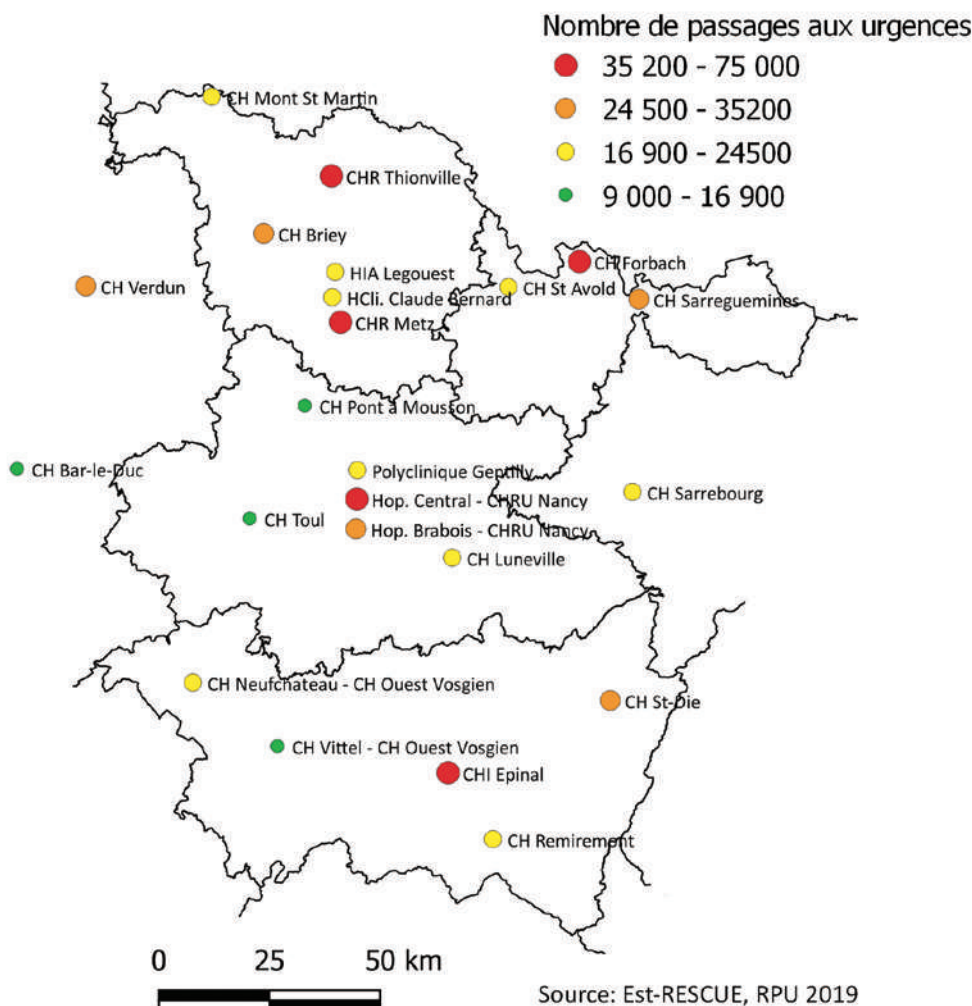 Nombre de passages aux urgences
35 200 - 75 000
24 500 - 35200
16 900 - 24500
9 000 - 16 900
CH Mont St Martin
CHR Thionville
CH Briey
CH Forbach
HIA Legouest
CH Verdun
CH St Avold
HCli. Claude Bernard
CH Sarreguemines
CHR Metz
CH Pont à Mousson
CH Bar-le-Duc
Polyclinique Gentilly
CH Sarrebourg
Hop. Central - CHRU Nancy
CH Toul
Hop. Brabois - CHRU Nancy
CH Luneville
CH Neufchateau - CH Ouest Vosgien
CH St-Die
CH Vittel - CH Ouest Vosgien
CHI Epinal
CH Remiremont
0 25 50 km
Source: Est-RESCUE, RPU 2019